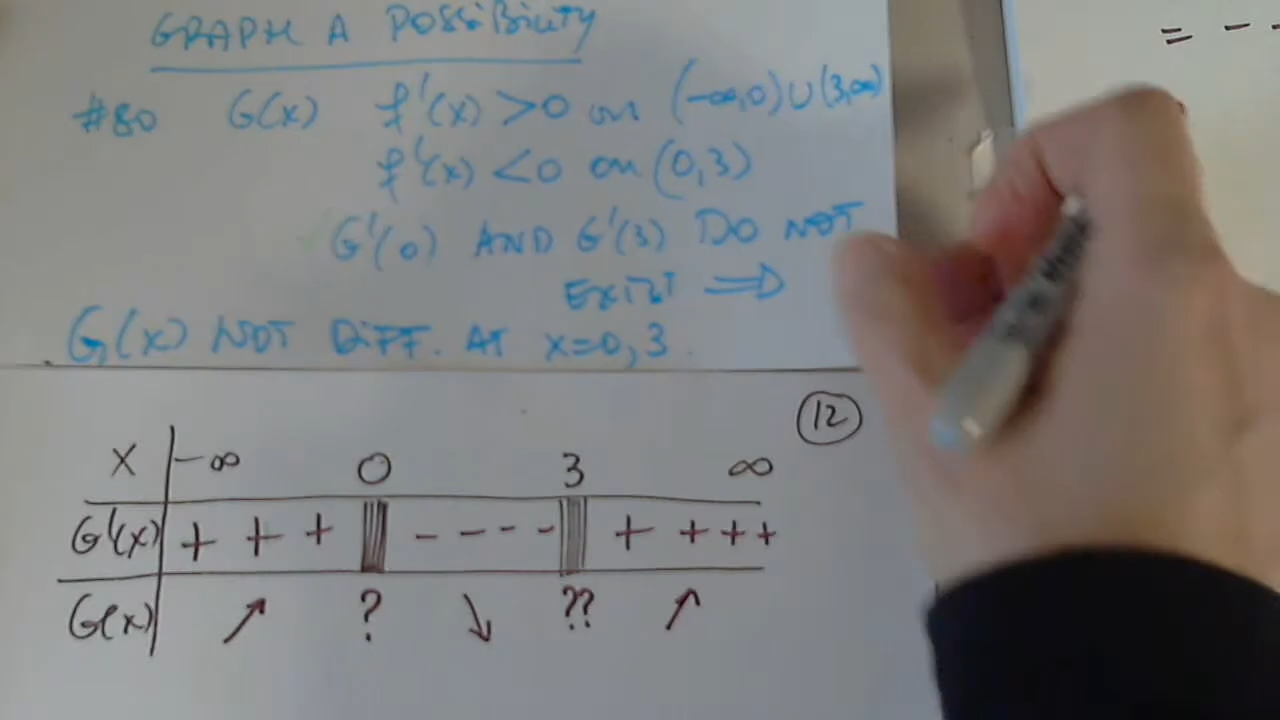 GRAPH A POSSIBILITY
#80 G(x) f'(x) > 0 on (-∞,0) ∪ (3,∞)
f'(x) < 0 on (0,3)
G'(0) AND G'(3) DO NOT
EXIST ⟹
G(x) NOT DIFF. AT x=0,3
= - -
12
X -∞ 0 3 ∞
G'(x) + + + - - - - + + + +
G(x) ↗ ? ↘ ?? ↗